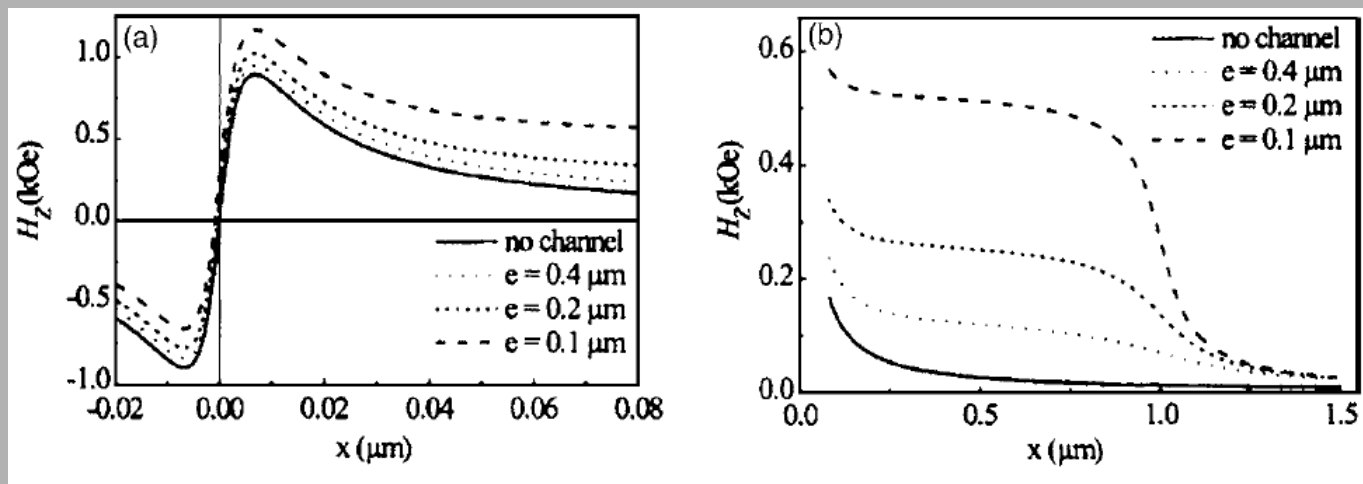 (a)
1.0
0.5
0.0
-0.5
-1.0
H_Z(kOe)
no channel
e = 0.4 μm
e = 0.2 μm
e = 0.1 μm
-0.02 0.00 0.02 0.04 0.06 0.08
x (μm)
(b)
0.6
0.4
0.2
0.0
H_Z(kOe)
no channel
e = 0.4 μm
e = 0.2 μm
e = 0.1 μm
0.0 0.5 1.0 1.5
x (μm)